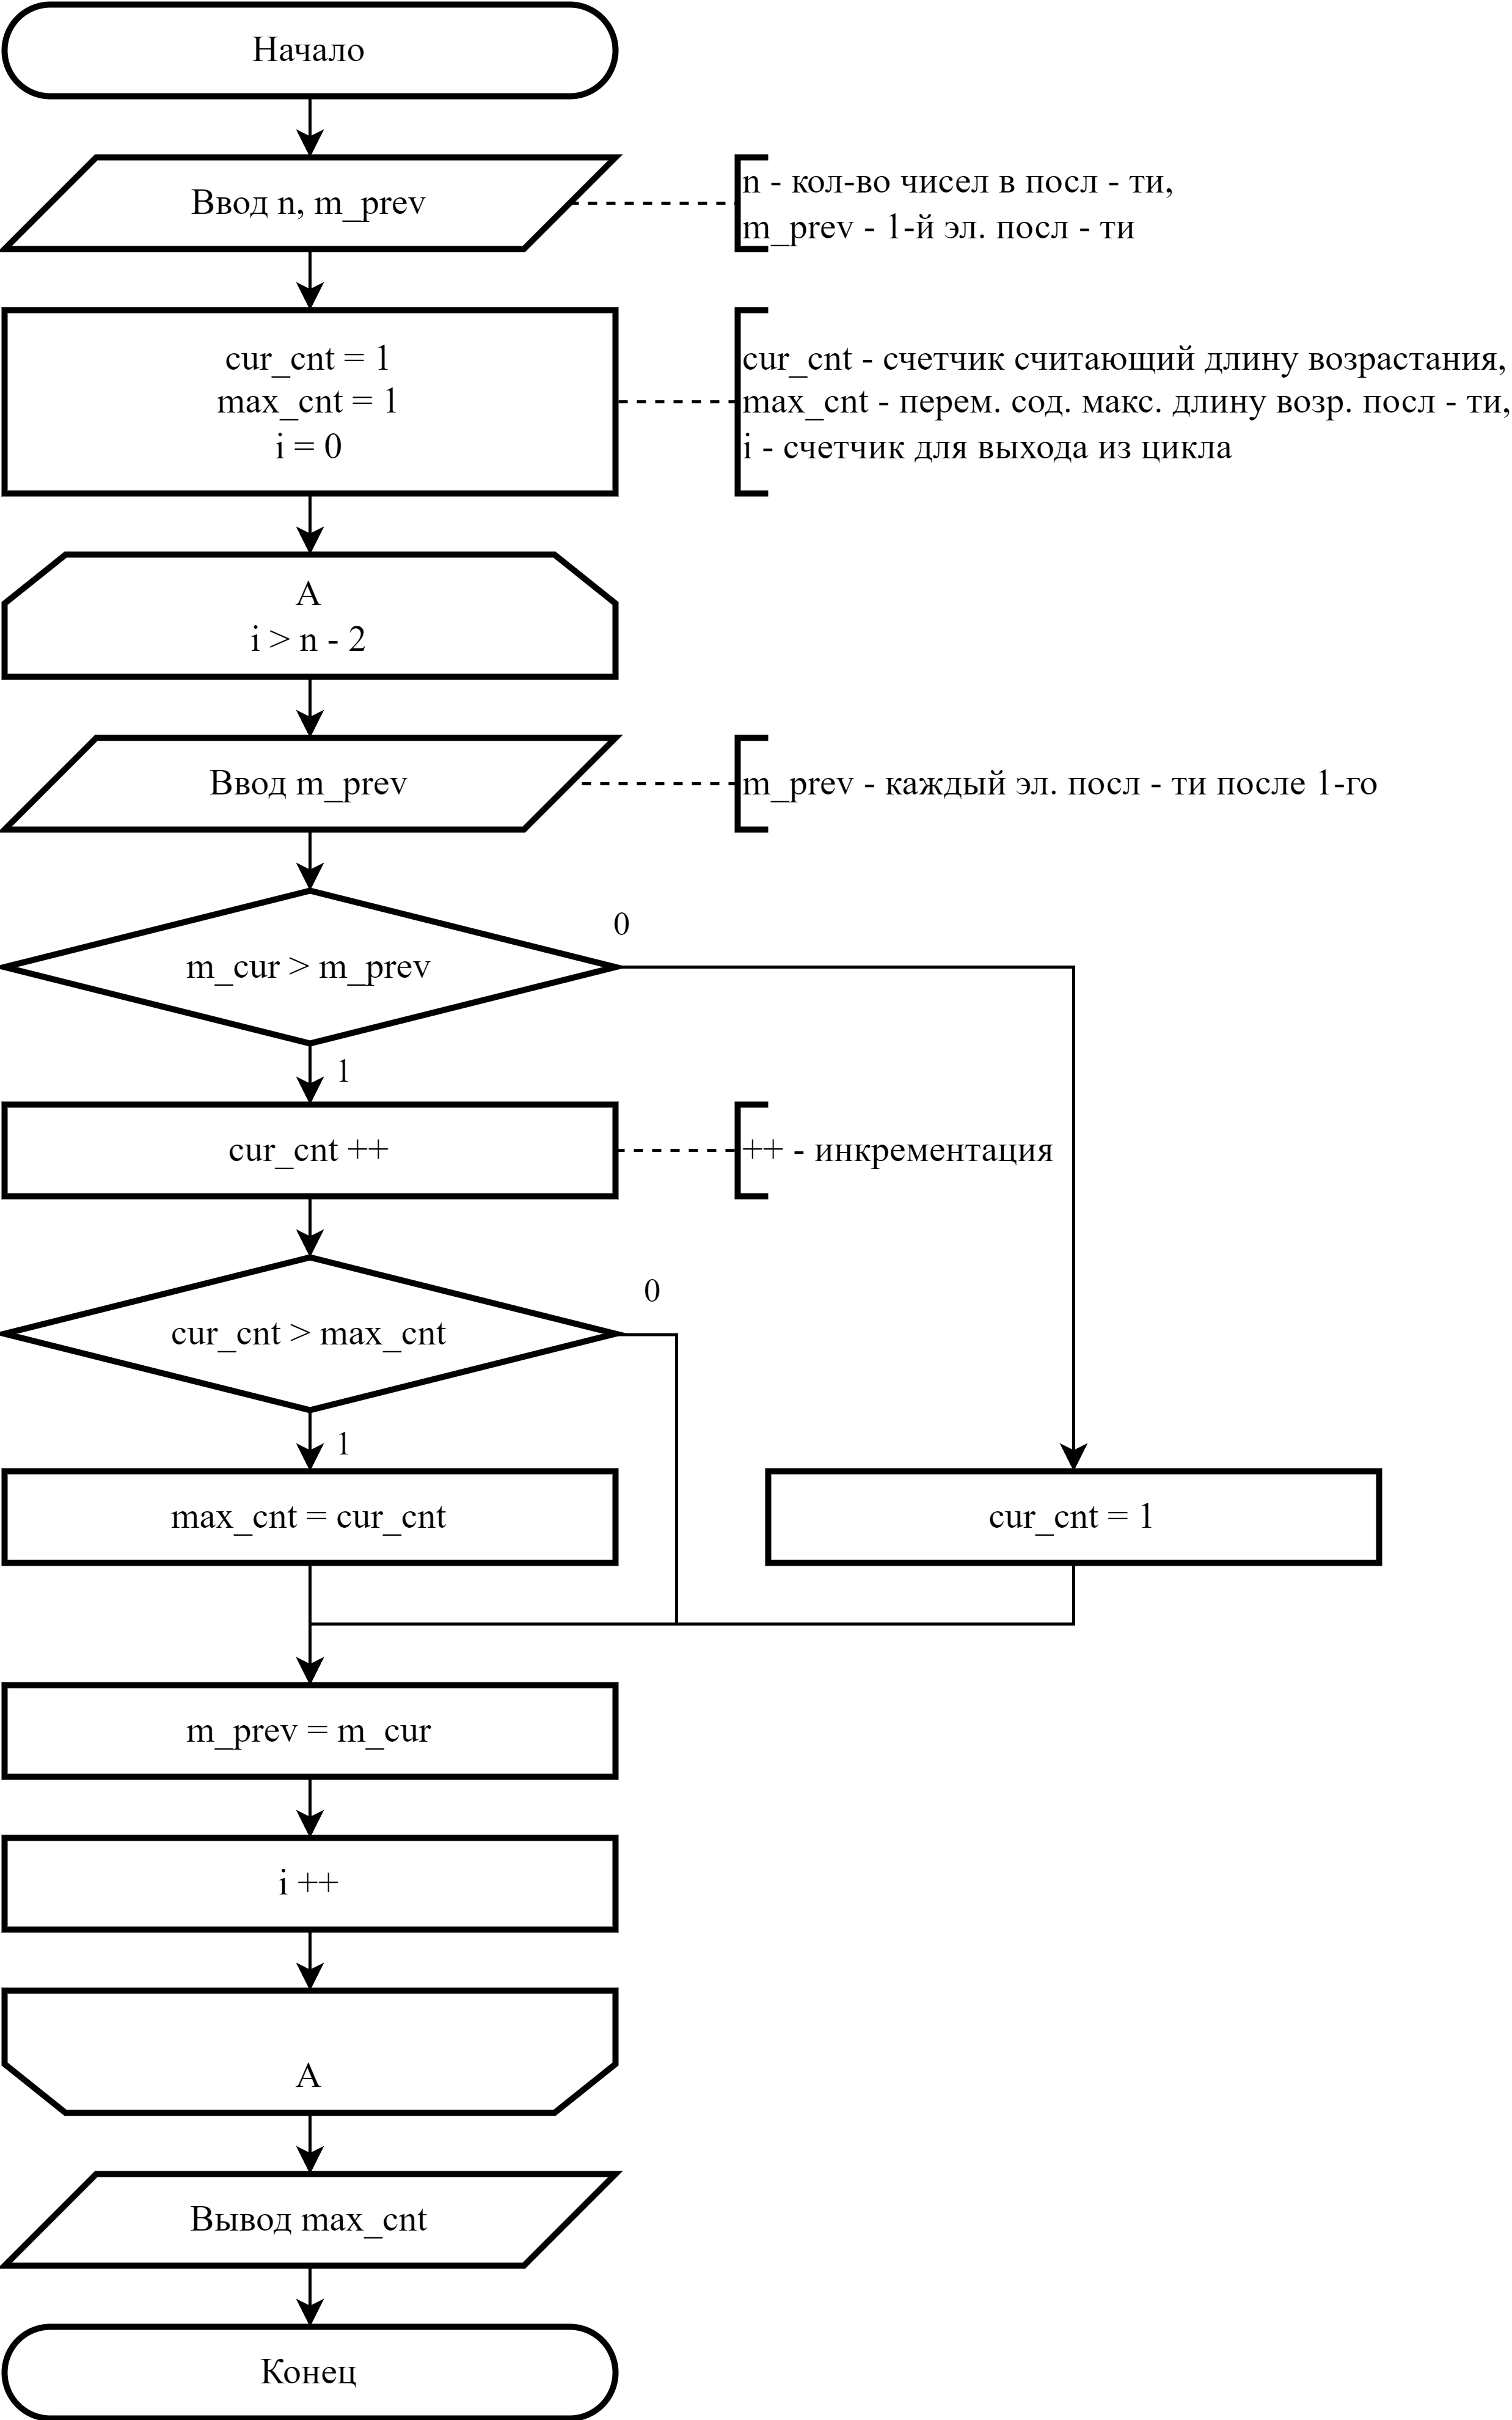 Начало
Ввод n, m_prev
n - кол-во чисел в посл - ти,
m_prev - 1-й эл. посл - ти
cur_cnt = 1
max_cnt = 1
i = 0
cur_cnt - счетчик считающий длину возрастания,
max_cnt - перем. сод. макс. длину возр. посл - ти,
i - счетчик для выхода из цикла
A
i > n - 2
Ввод m_prev
m_prev - каждый эл. посл - ти после 1-го
m_cur > m_prev
0
1
cur_cnt ++
++ - инкрементация
cur_cnt > max_cnt
0
1
max_cnt = cur_cnt
cur_cnt = 1
m_prev = m_cur
i ++
A
Вывод max_cnt
Конец